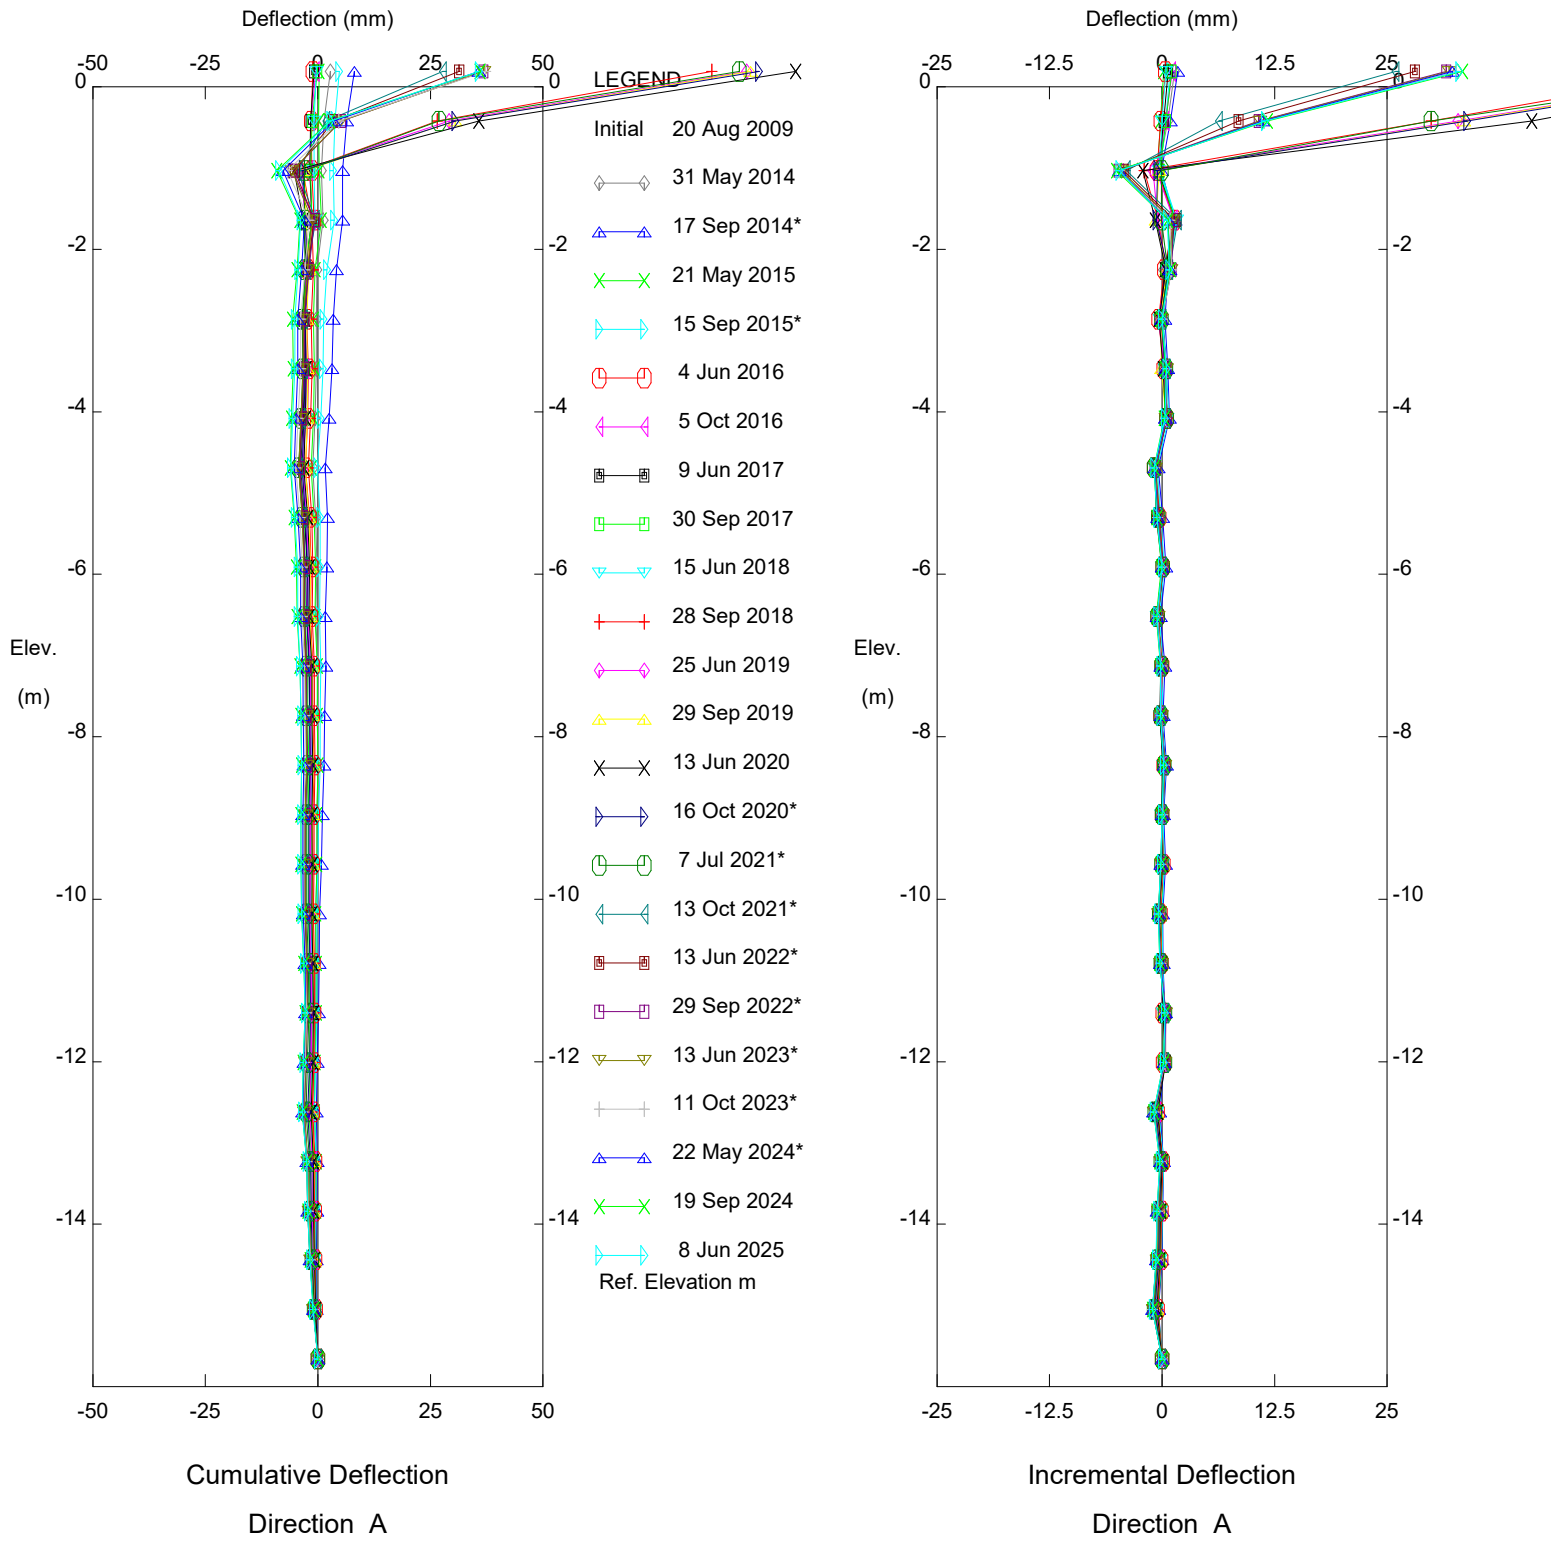 Deflection (mm)
-50 -25 0 25 50
0 0
-2 -2
-4 -4
-6 -6
Elev.
(m)
-8 -8
-10 -10
-12 -12
-14 -14
-50 -25 0 25 50
Cumulative Deflection
Direction A
LEGEND
Initial 20 Aug 2009
31 May 2014
17 Sep 2014*
21 May 2015
15 Sep 2015*
4 Jun 2016
5 Oct 2016
9 Jun 2017
30 Sep 2017
15 Jun 2018
28 Sep 2018
25 Jun 2019
29 Sep 2019
13 Jun 2020
16 Oct 2020*
7 Jul 2021*
13 Oct 2021*
13 Jun 2022*
29 Sep 2022*
13 Jun 2023*
11 Oct 2023*
22 May 2024*
19 Sep 2024
8 Jun 2025
Ref. Elevation m
Deflection (mm)
-25 -12.5 0 12.5 25
0 0
-2 -2
-4 -4
-6 -6
Elev.
(m)
-8 -8
-10 -10
-12 -12
-14 -14
-25 -12.5 0 12.5 25
Incremental Deflection
Direction A